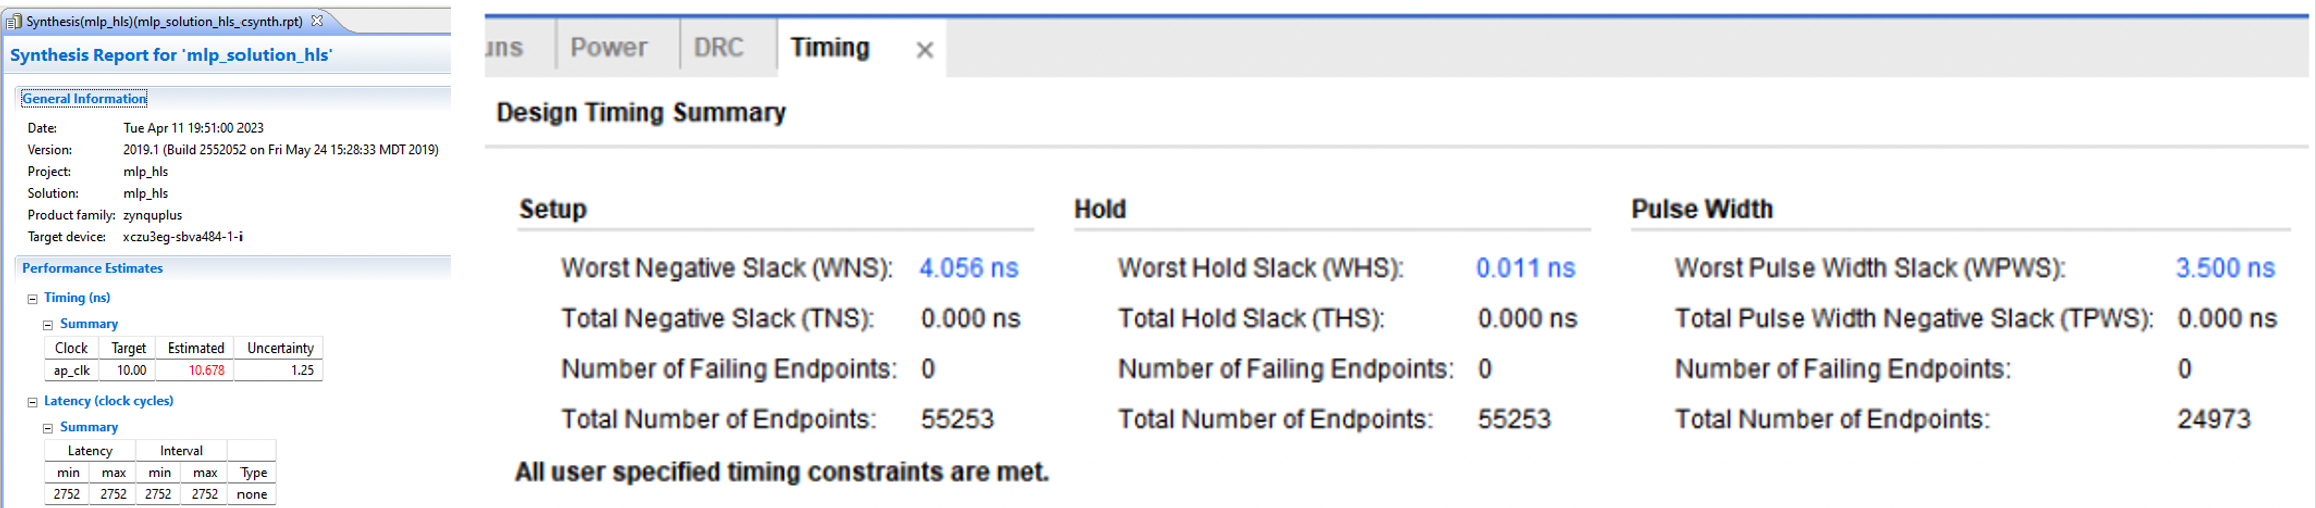 Synthesis(mlp_hls)(mlp_solution_hls_csynth.rpt)
Synthesis Report for 'mlp_solution_hls'
General Information
Date: Tue Apr 11 19:51:00 2023
Version: 2019.1 (Build 2552052 on Fri May 24 15:28:33 MDT 2019)
Project: mlp_hls
Solution: mlp_hls
Product family: zynquplus
Target device: xczu3eg-sbva484-1-i
Performance Estimates
Timing (ns)
Summary
Clock Target Estimated Uncertainty
ap_clk 10.00 10.678 1.25
Latency (clock cycles)
Summary
Latency Interval
min max min max Type
2752 2752 2752 2752 none
uns Power DRC Timing
Design Timing Summary
Setup Hold Pulse Width
Worst Negative Slack (WNS): 4.056 ns Worst Hold Slack (WHS): 0.011 ns Worst Pulse Width Slack (WPWS): 3.500 ns
Total Negative Slack (TNS): 0.000 ns Total Hold Slack (THS): 0.000 ns Total Pulse Width Negative Slack (TPWS): 0.000 ns
Number of Failing Endpoints: 0 Number of Failing Endpoints: 0 Number of Failing Endpoints: 0
Total Number of Endpoints: 55253 Total Number of Endpoints: 55253 Total Number of Endpoints: 24973
All user specified timing constraints are met.